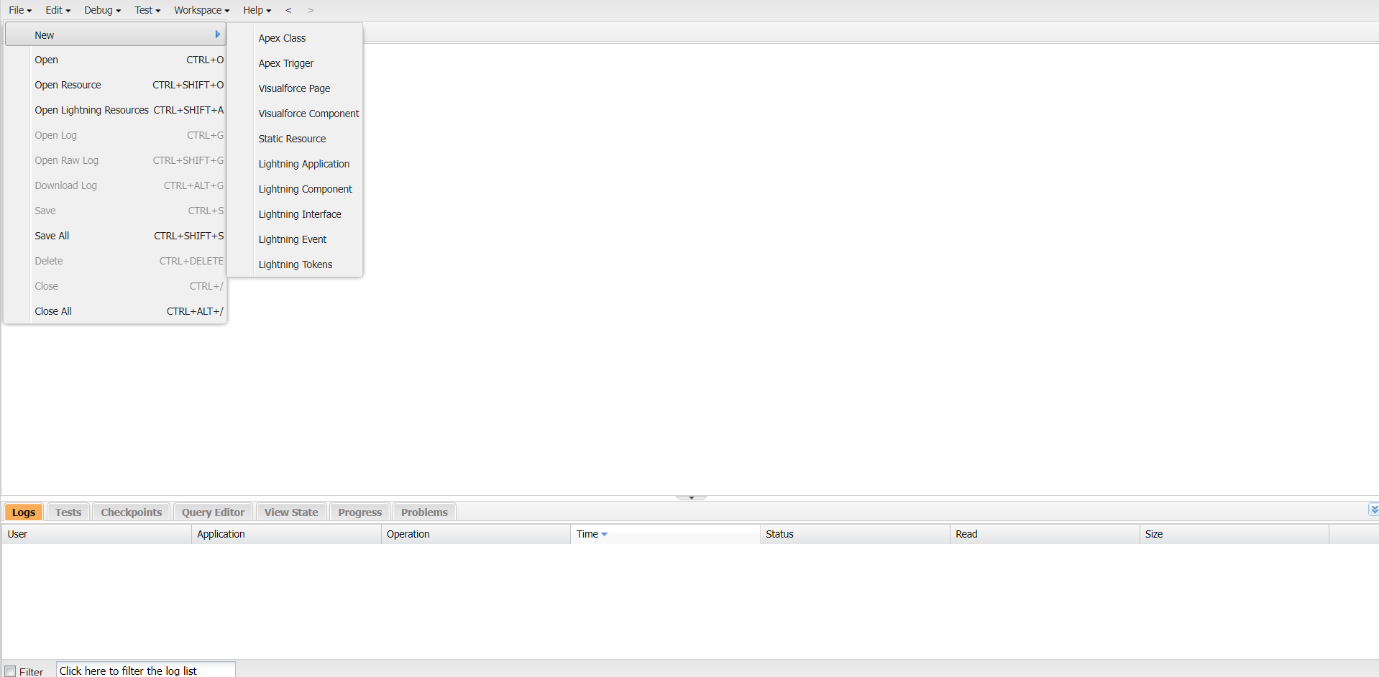 File Edit Debug Test Workspace Help < >
New
Open CTRL+O
Open Resource CTRL+SHIFT+O
Open Lightning Resources CTRL+SHIFT+A
Open Log CTRL+G
Open Raw Log CTRL+SHIFT+G
Download Log CTRL+ALT+G
Save CTRL+S
Save All CTRL+SHIFT+S
Delete CTRL+DELETE
Close CTRL+/
Close All CTRL+ALT+/
Apex Class
Apex Trigger
Visualforce Page
Visualforce Component
Static Resource
Lightning Application
Lightning Component
Lightning Interface
Lightning Event
Lightning Tokens
Logs Tests Checkpoints Query Editor View State Progress Problems
User Application Operation Time Status Read Size
Filter Click here to filter the log list